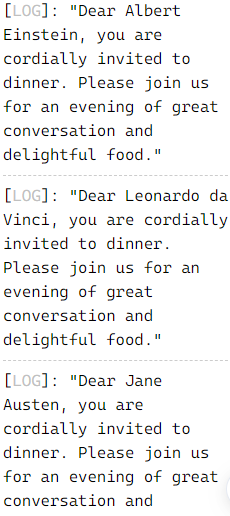 [LOG]: "Dear Albert
Einstein, you are
cordially invited to
dinner. Please join us
for an evening of great
conversation and
delightful food."
[LOG]: "Dear Leonardo da
Vinci, you are cordially
invited to dinner.
Please join us for an
evening of great
conversation and
delightful food."
[LOG]: "Dear Jane
Austen, you are
cordially invited to
dinner. Please join us
for an evening of great
conversation and